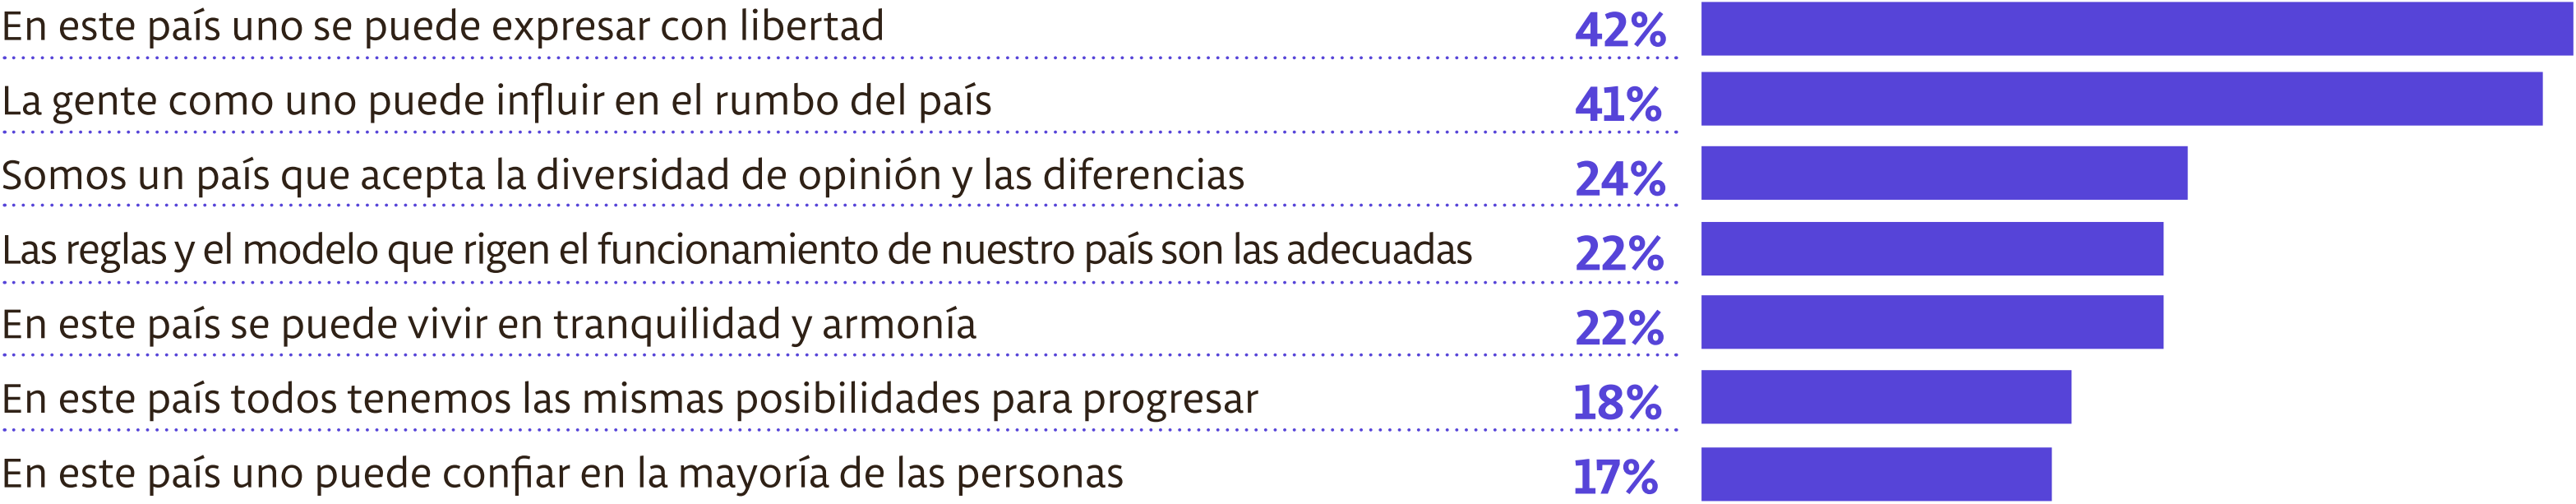 En este país uno se puede expresar con libertad 42%
La gente como uno puede influir en el rumbo del país 41%
Somos un país que acepta la diversidad de opinión y las diferencias 24%
Las reglas y el modelo que rigen el funcionamiento de nuestro país son las adecuadas 22%
En este país se puede vivir en tranquilidad y armonía 22%
En este país todos tenemos las mismas posibilidades para progresar 18%
En este país uno puede confiar en la mayoría de las personas 17%